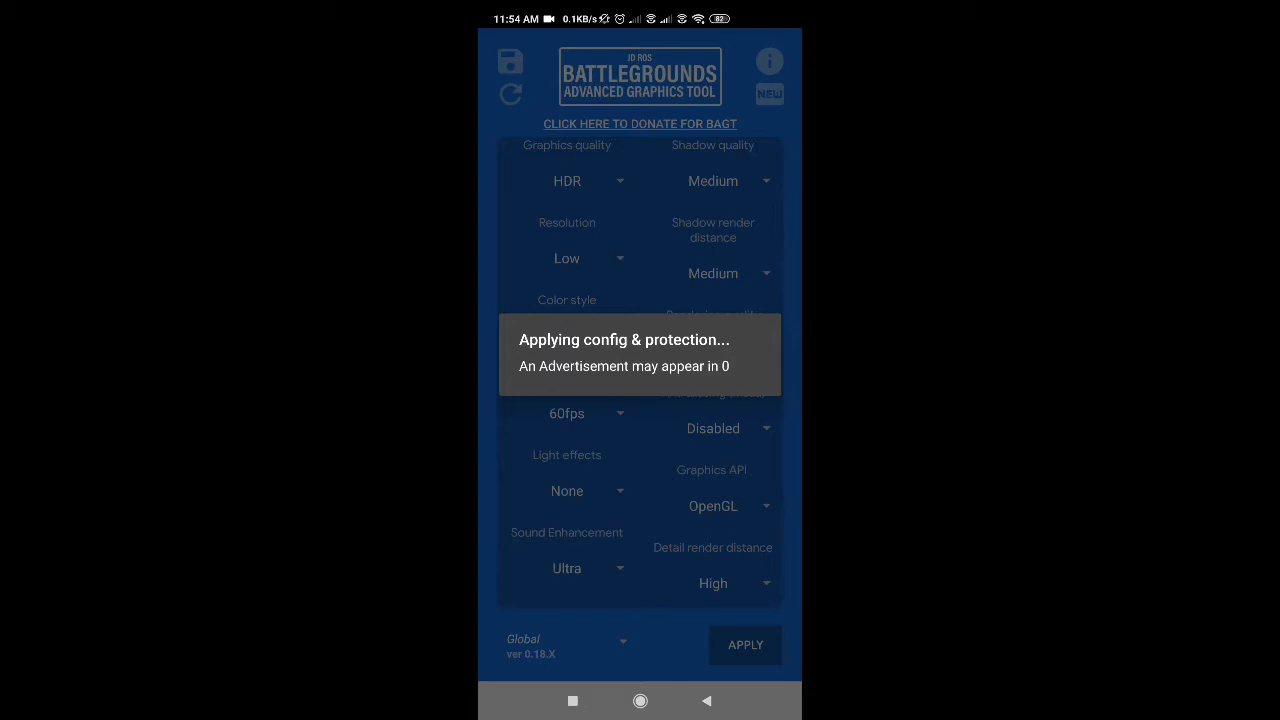 11:54 AM 0.1KB/s 82
JD ROS
BATTLEGROUNDS
ADVANCED GRAPHICS TOOL
NEW
CLICK HERE TO DONATE FOR BAGT
Graphics quality
HDR
Resolution
Low
Color style
60fps
Light effects
None
Sound Enhancement
Ultra
Shadow quality
Medium
Shadow render
distance
Medium
Applying config & protection...
An Advertisement may appear in 0
Disabled
Graphics API
OpenGL
Detail render distance
High
Global
ver 0.18.X
APPLY